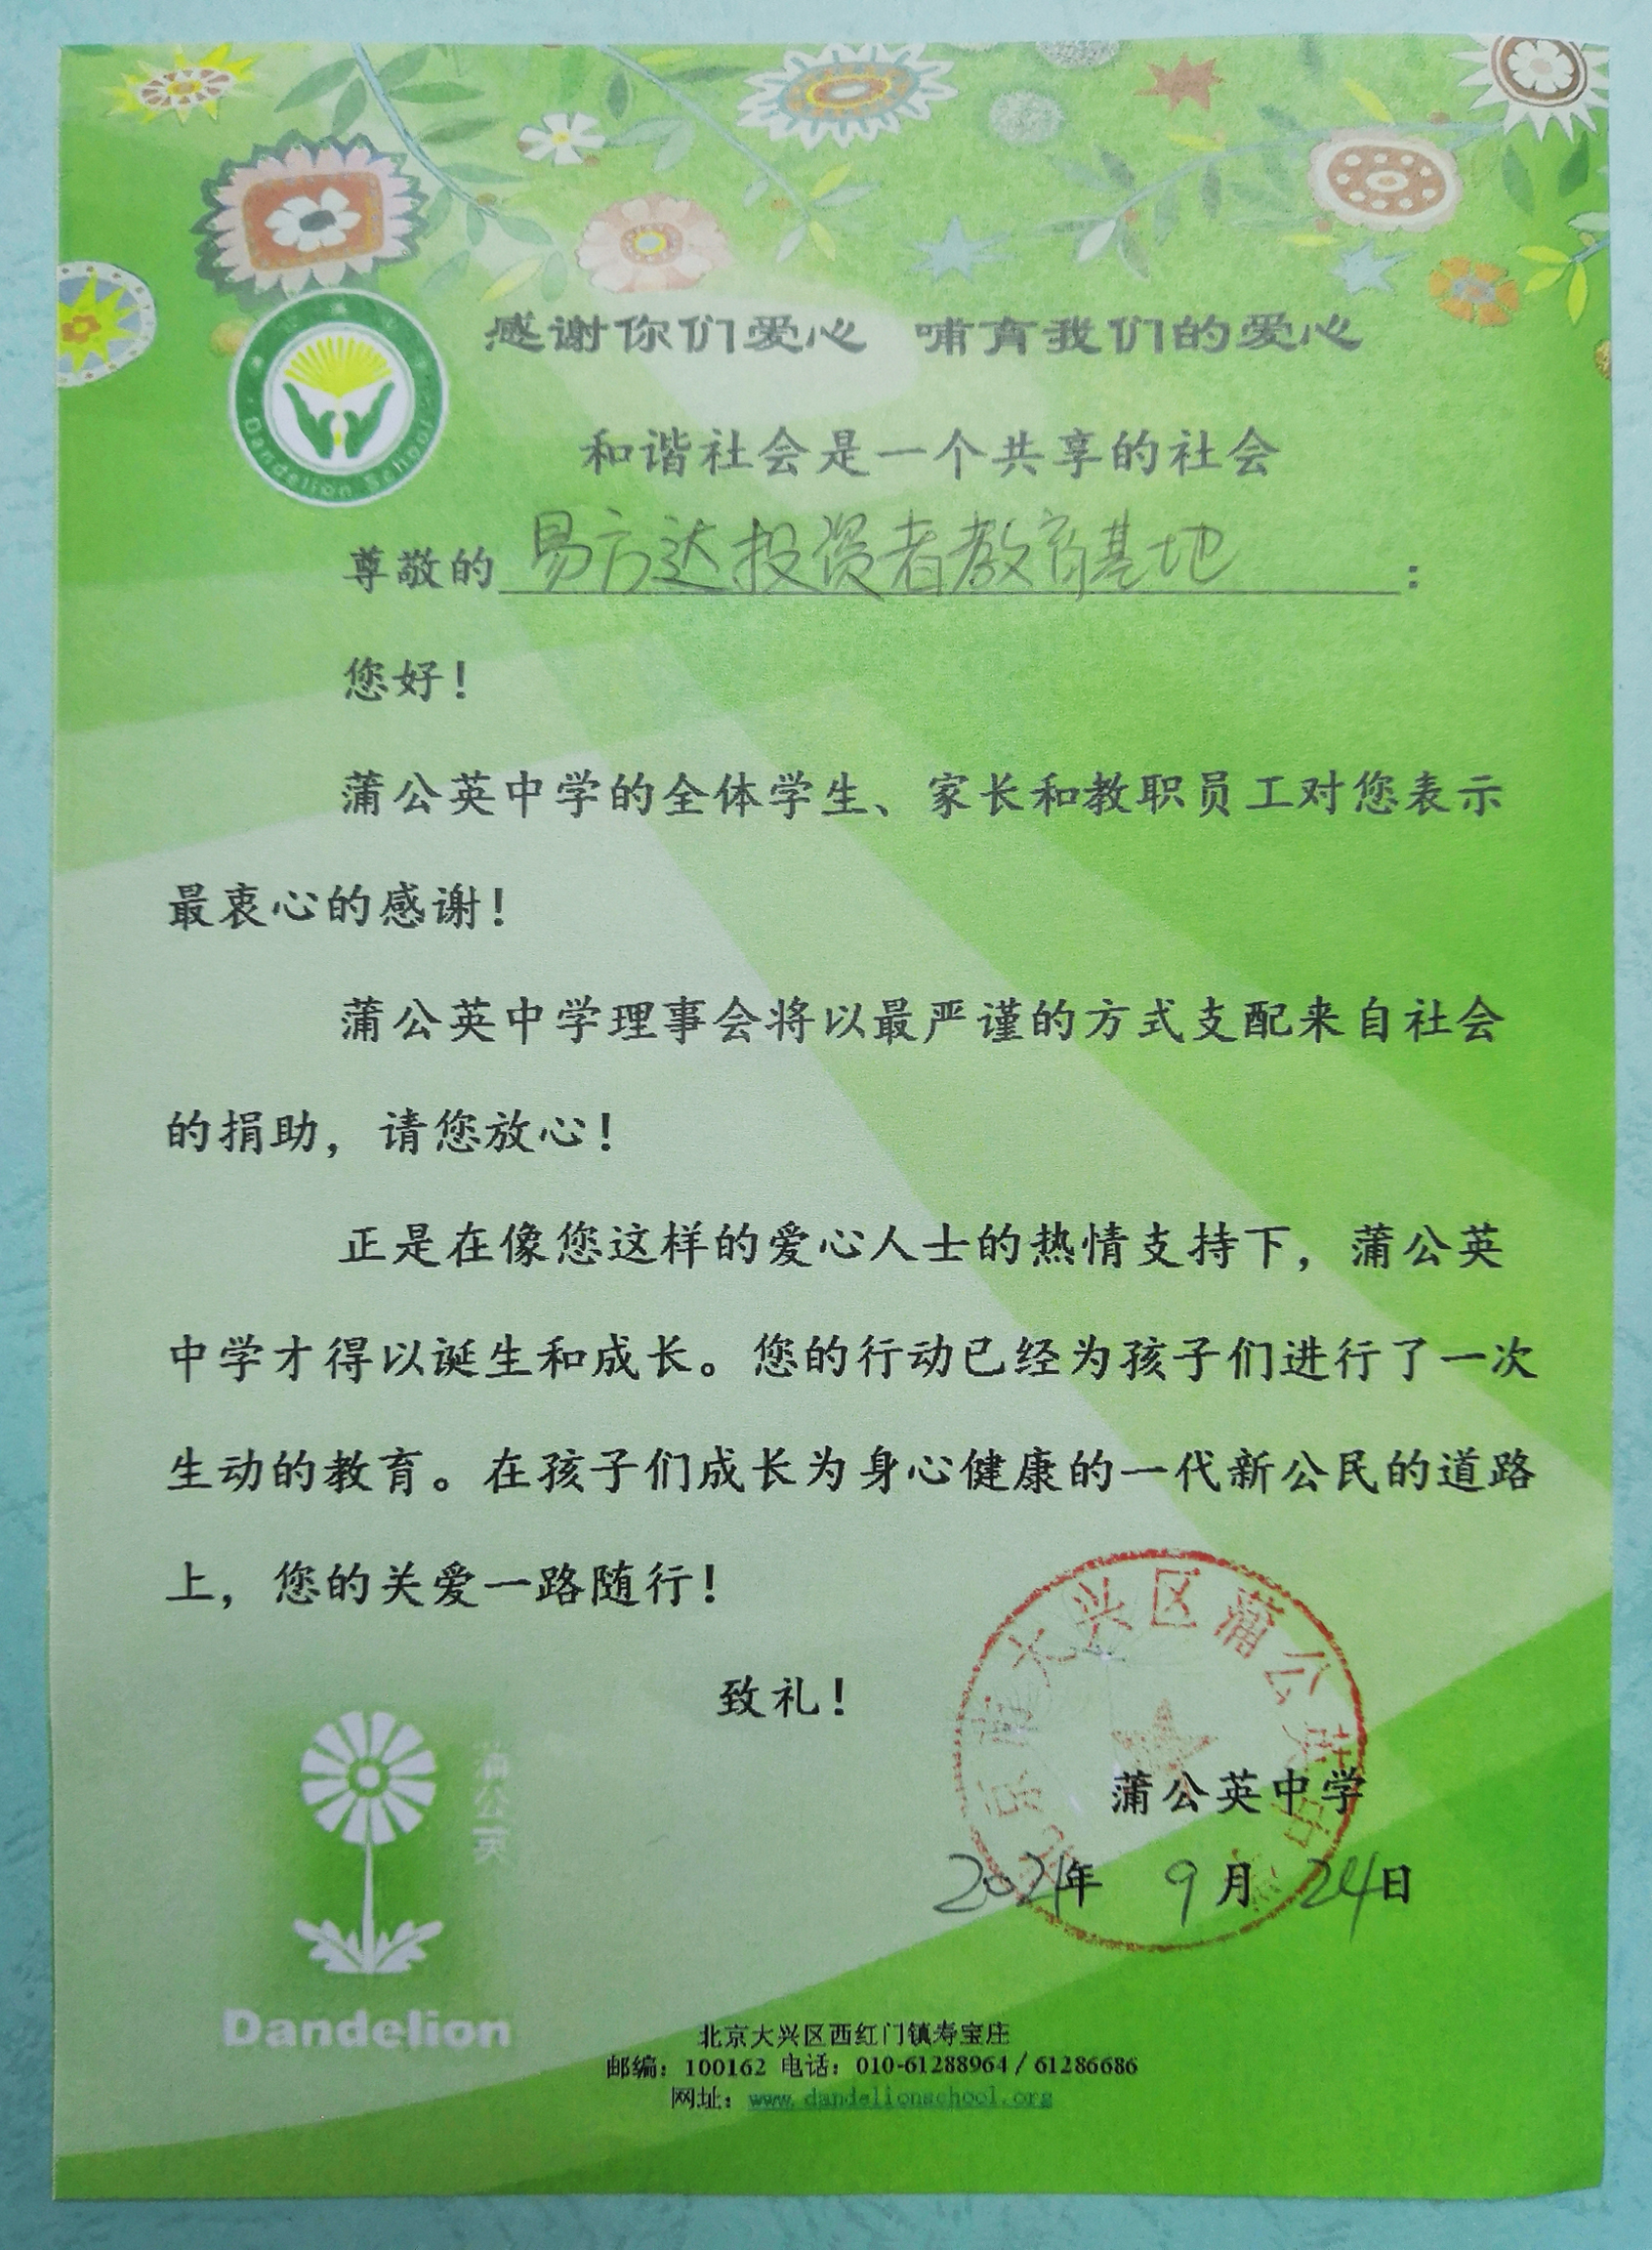 感谢你们爱心 哺育我们的爱心
Dandelion School
和谐社会是一个共享的社会
尊敬的 易方达投资者教育基地 :
您好!
蒲公英中学的全体学生、家长和教职员工对您表示
最衷心的感谢!
蒲公英中学理事会将以最严谨的方式支配来自社会
的捐助, 请您放心!
正是在像您这样的爱心人士的热情支持下, 蒲公英
中学才得以诞生和成长。您的行动已经为孩子们进行了一次
生动的教育。在孩子们成长为身心健康的一代新公民的道路
上, 您的关爱一路随行!
致礼!
大兴区蒲公英
蒲公英中学
2021年 9月 24日
蒲公英
Dandelion
北京大兴区西红门镇寿宝庄
邮编: 100162 电话: 010-61288964 / 61286686
网址: www.dandelionschool.org